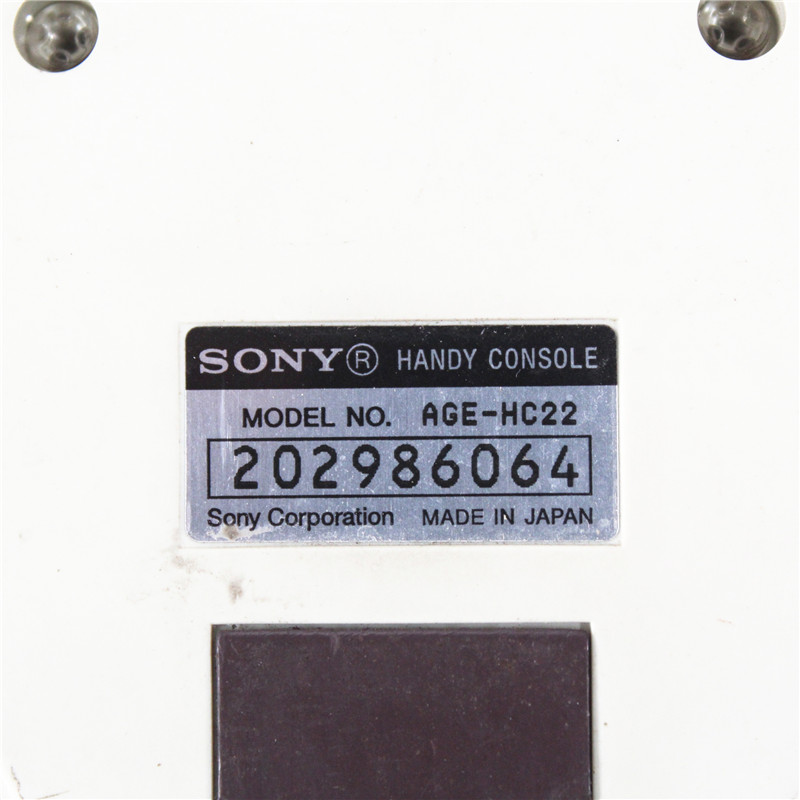 SONY® HANDY CONSOLE
MODEL NO. AGE-HC22
202986064
Sony Corporation MADE IN JAPAN